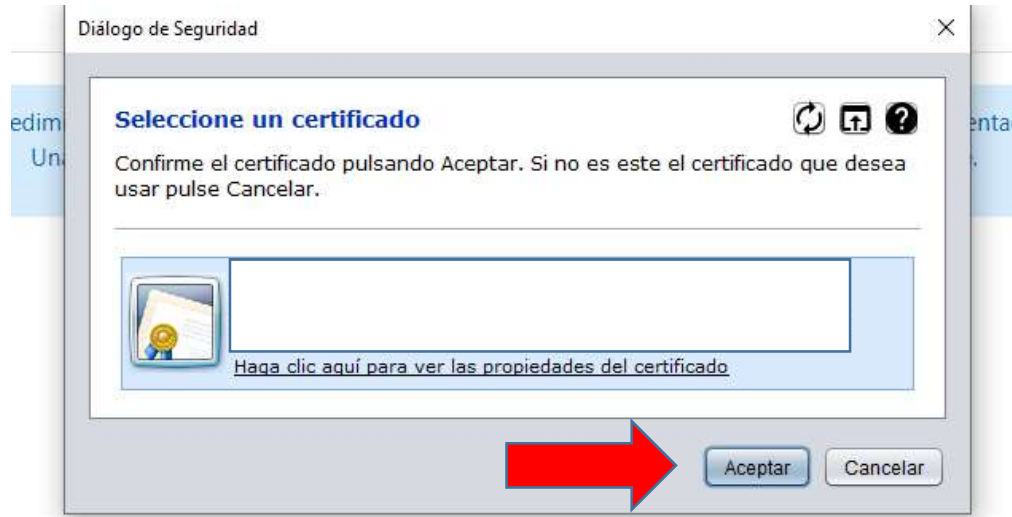 Diálogo de Seguridad
Seleccione un certificado
Confirme el certificado pulsando Aceptar. Si no es este el certificado que desea
usar pulse Cancelar.
Haga clic aquí para ver las propiedades del certificado
Aceptar
Cancelar